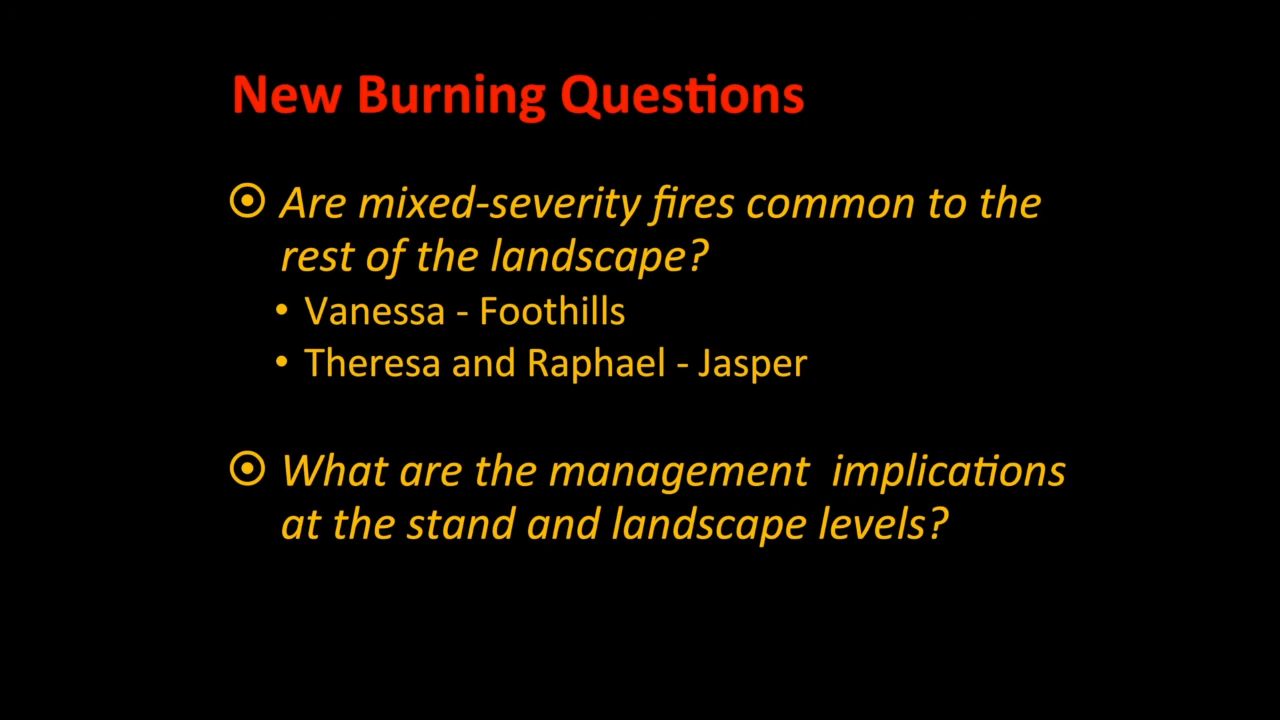 New Burning Questions
Are mixed-severity fires common to the
rest of the landscape?
• Vanessa - Foothills
• Theresa and Raphael - Jasper
What are the management  implications
at the stand and landscape levels?